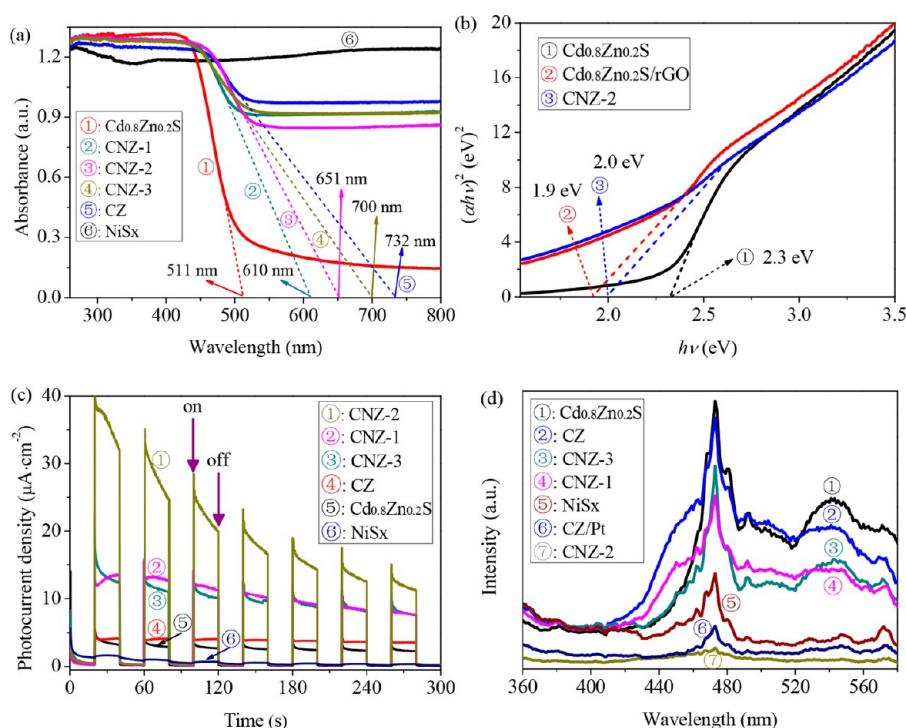 (a)
Absorbance (a.u.)
1.2
0.9
0.6
0.3
0.0
300 400 500 600 700 800
Wavelength (nm)
①: Cd0.8Zn0.2S
②: CNZ-1
③: CNZ-2
④: CNZ-3
⑤: CZ
⑥: NiSx
⑥
①
②
③
④
⑤
651 nm
700 nm
732 nm
511 nm
610 nm
(b)
(αhν)² (eV)²
20
16
12
8
4
0
2.0 2.5 3.0 3.5
hν (eV)
① Cd0.8Zn0.2S
② Cd0.8Zn0.2S/rGO
③ CNZ-2
1.9 eV
②
2.0 eV
③
① 2.3 eV
(c)
Photocurrent density (μA·cm⁻²)
40
30
20
10
0
0 60 120 180 240 300
Time (s)
on
off
①: CNZ-2
②: CNZ-1
③: CNZ-3
④: CZ
⑤: Cd0.8Zn0.2S
⑥: NiSx
①
②
③
④
⑤
⑥
(d)
Intensity (a.u.)
360 400 440 480 520 560
Wavelength (nm)
①: Cd0.8Zn0.2S
②: CZ
③: CNZ-3
④: CNZ-1
⑤: NiSx
⑥: CZ/Pt
⑦: CNZ-2
①
②
③
④
⑤
⑥
⑦